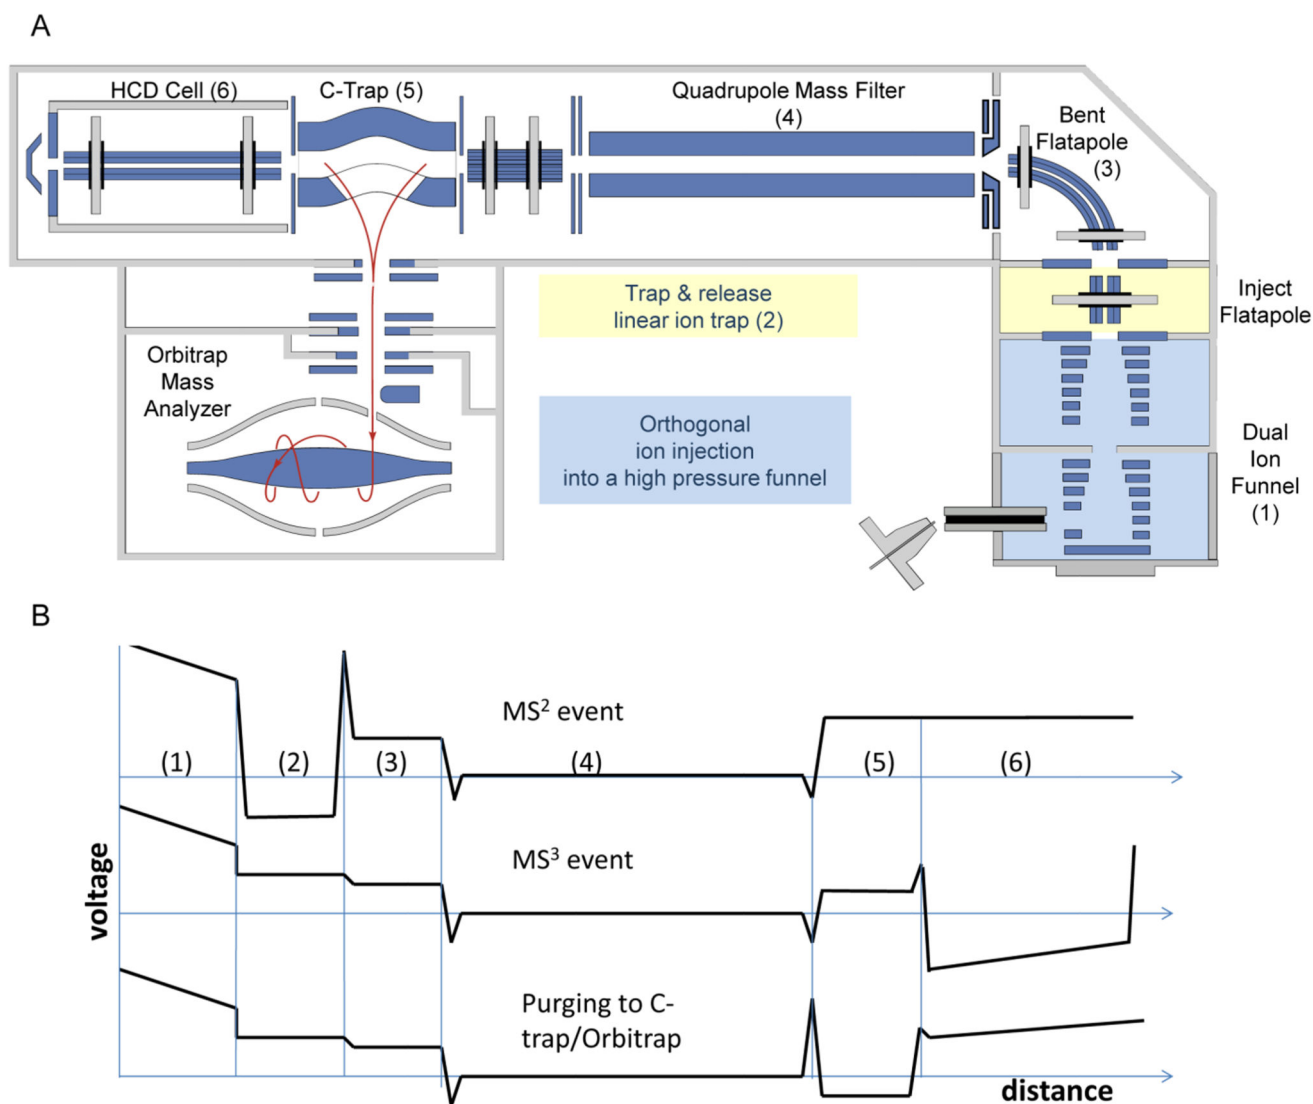 A
HCD Cell (6)
C-Trap (5)
Quadrupole Mass Filter
(4)
Bent
Flatapole
(3)
Trap & release
linear ion trap (2)
Inject
Flatapole
Orbitrap
Mass
Analyzer
Orthogonal
ion injection
into a high pressure funnel
Dual
Ion
Funnel
(1)
B
MS² event
(1)
(2)
(3)
(4)
(5)
(6)
MS³ event
voltage
Purging to C-
trap/Orbitrap
distance